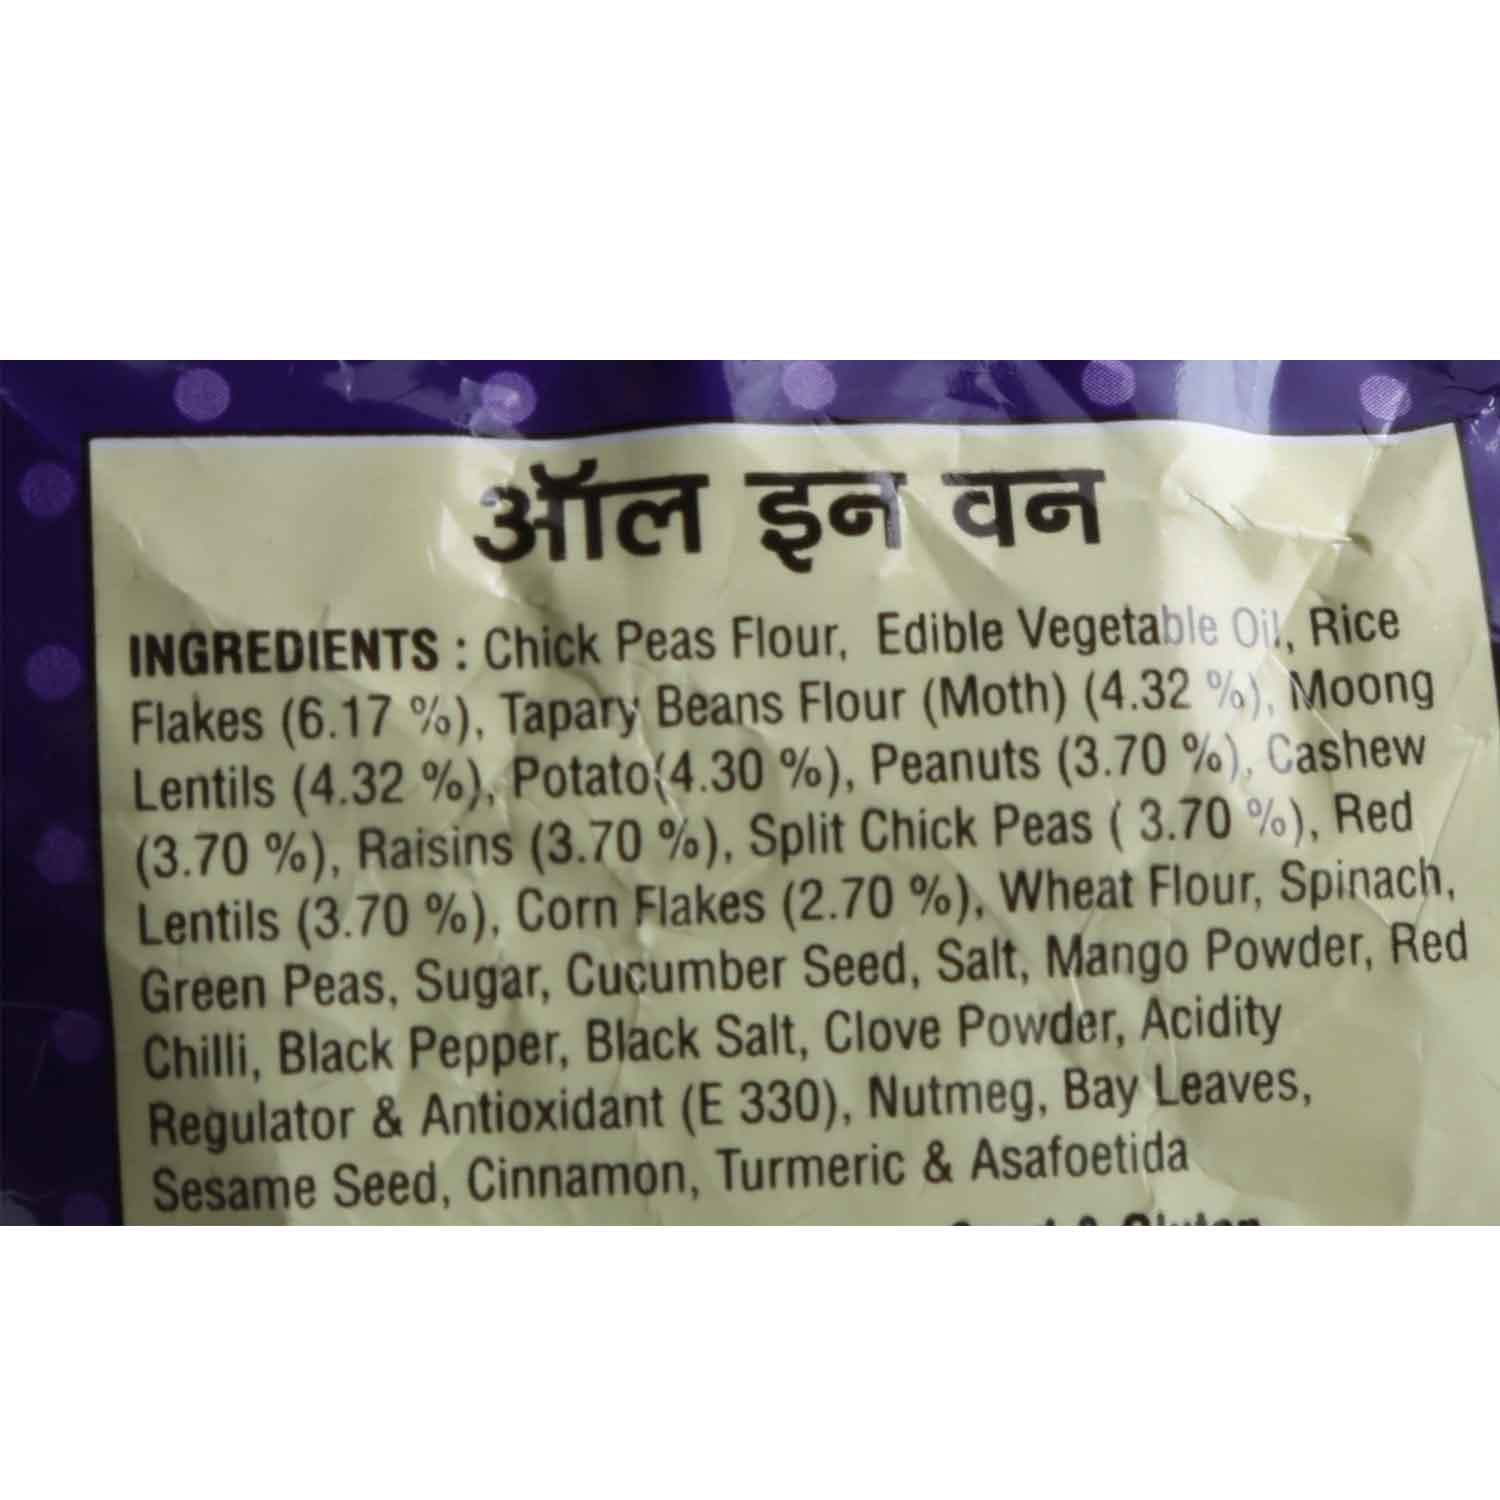 ऑल इन वन
INGREDIENTS : Chick Peas Flour, Edible Vegetable Oil, Rice
Flakes (6.17 %), Tapary Beans Flour (Moth) (4.32 %), Moong
Lentils (4.32 %), Potato(4.30 %), Peanuts (3.70 %), Cashew
(3.70 %), Raisins (3.70 %), Split Chick Peas ( 3.70 %), Red
Lentils (3.70 %), Corn Flakes (2.70 %), Wheat Flour, Spinach,
Green Peas, Sugar, Cucumber Seed, Salt, Mango Powder, Red
Chilli, Black Pepper, Black Salt, Clove Powder, Acidity
Regulator & Antioxidant (E 330), Nutmeg, Bay Leaves,
Sesame Seed, Cinnamon, Turmeric & Asafoetida
& Gluten